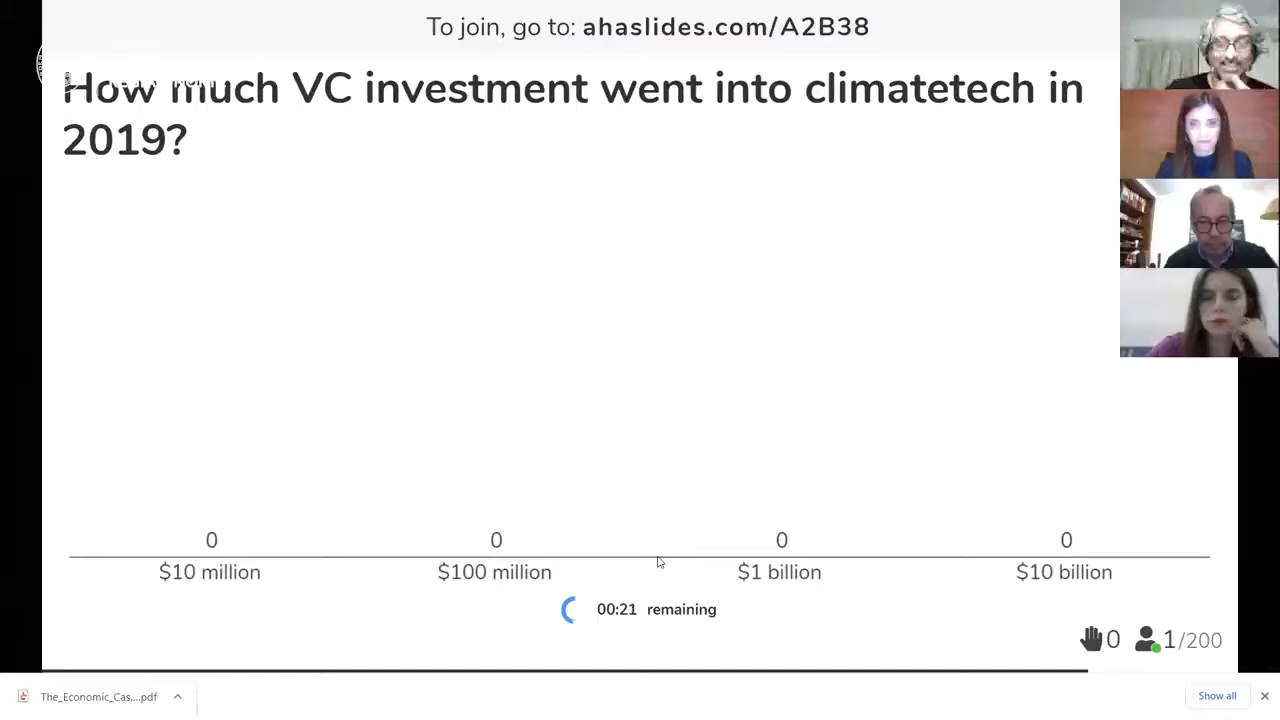 To join, go to: ahaslides.com/A2B38
How much VC investment went into climatetech in
2019?
0 0 0 0
$10 million $100 million $1 billion $10 billion
00:21 remaining
0 1/200
The_Economic_Cas....pdf
Show all